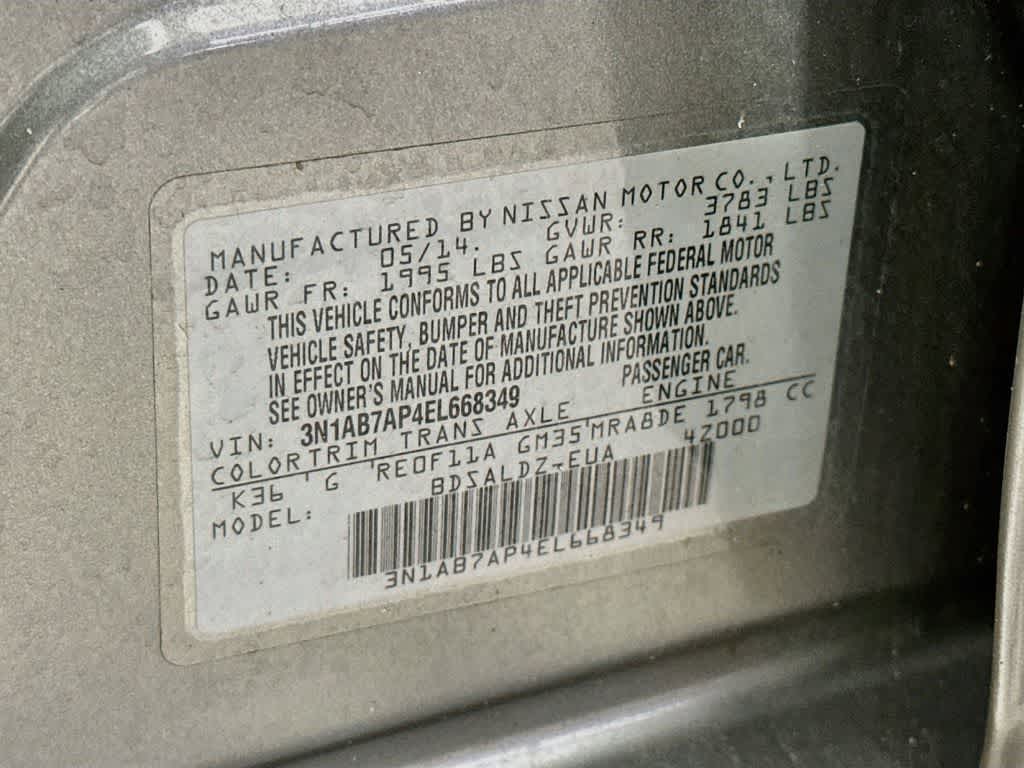 MANUFACTURED BY NISSAN MOTOR CO., LTD.
DATE: 05/14. GVWR: 3783 LBS
GAWR FR: 1995 LBS GAWR RR: 1841 LBS
THIS VEHICLE CONFORMS TO ALL APPLICABLE FEDERAL MOTOR
VEHICLE SAFETY, BUMPER AND THEFT PREVENTION STANDARDS
IN EFFECT ON THE DATE OF MANUFACTURE SHOWN ABOVE.
SEE OWNER'S MANUAL FOR ADDITIONAL INFORMATION.
VIN: 3N1AB7AP4EL668349 PASSENGER CAR.
COLOR TRIM TRANS AXLE ENGINE
K36 G RE0F11A GM35 MRA8DE 1798 CC
MODEL: BDSALDZ-EUA 4Z000
3N1AB7AP4EL668349